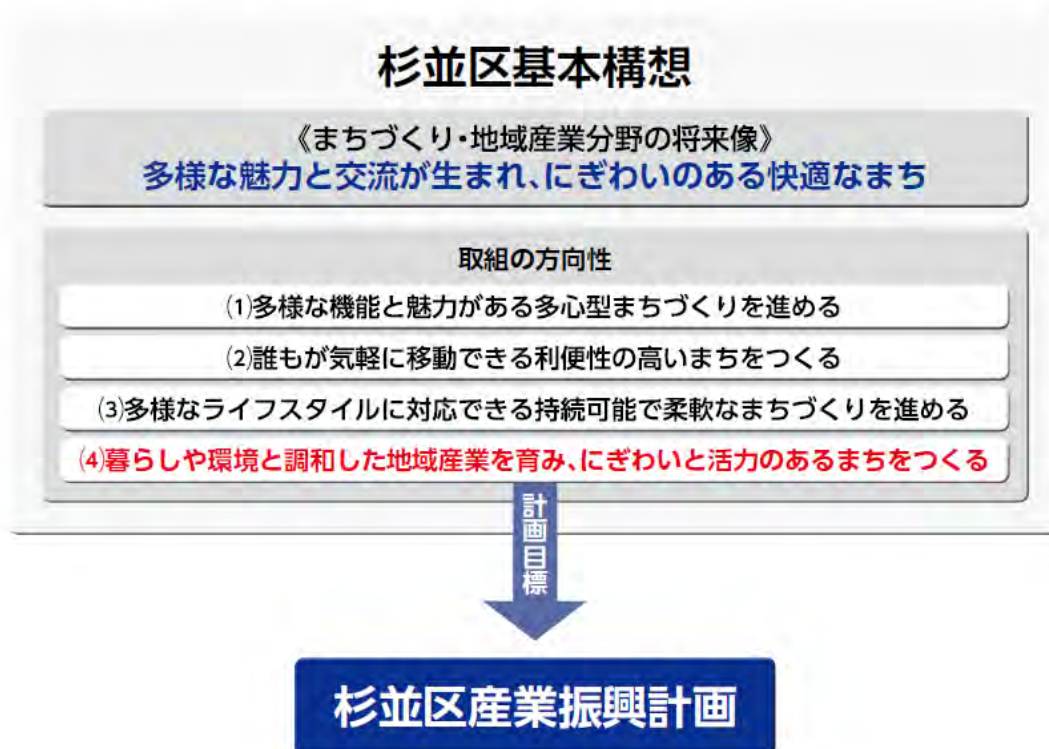 杉並区基本構想
《まちづくり・地域産業分野の将来像》
多様な魅力と交流が生まれ、にぎわいのある快適なまち
取組の方向性
⑴多様な機能と魅力がある多心型まちづくりを進める
⑵誰もが気軽に移動できる利便性の高いまちをつくる
⑶多様なライフスタイルに対応できる持続可能で柔軟なまちづくりを進める
⑷暮らしや環境と調和した地域産業を育み、にぎわいと活力のあるまちをつくる
計画目標
杉並区産業振興計画